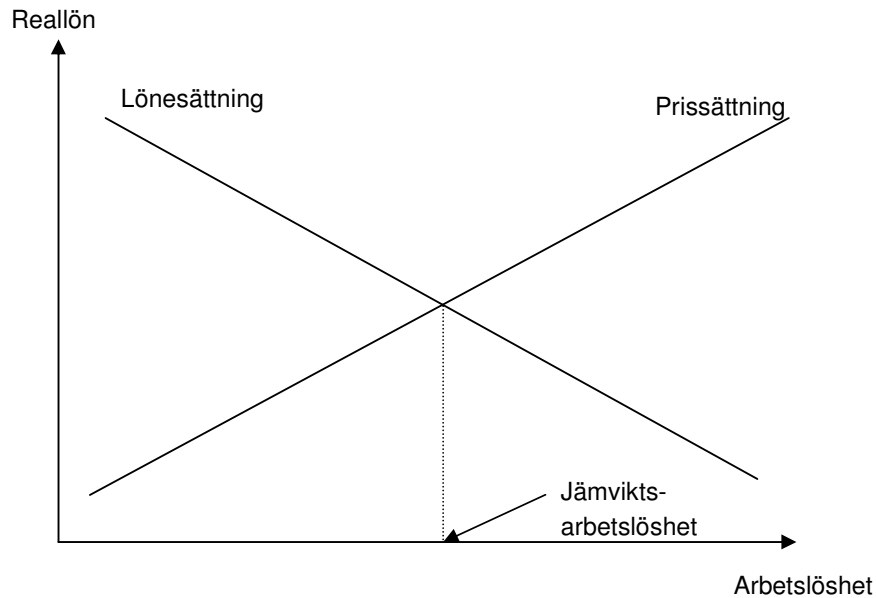 Reallön
Lönesättning
Prissättning
Jämvikts-
arbetslöshet
Arbetslöshet